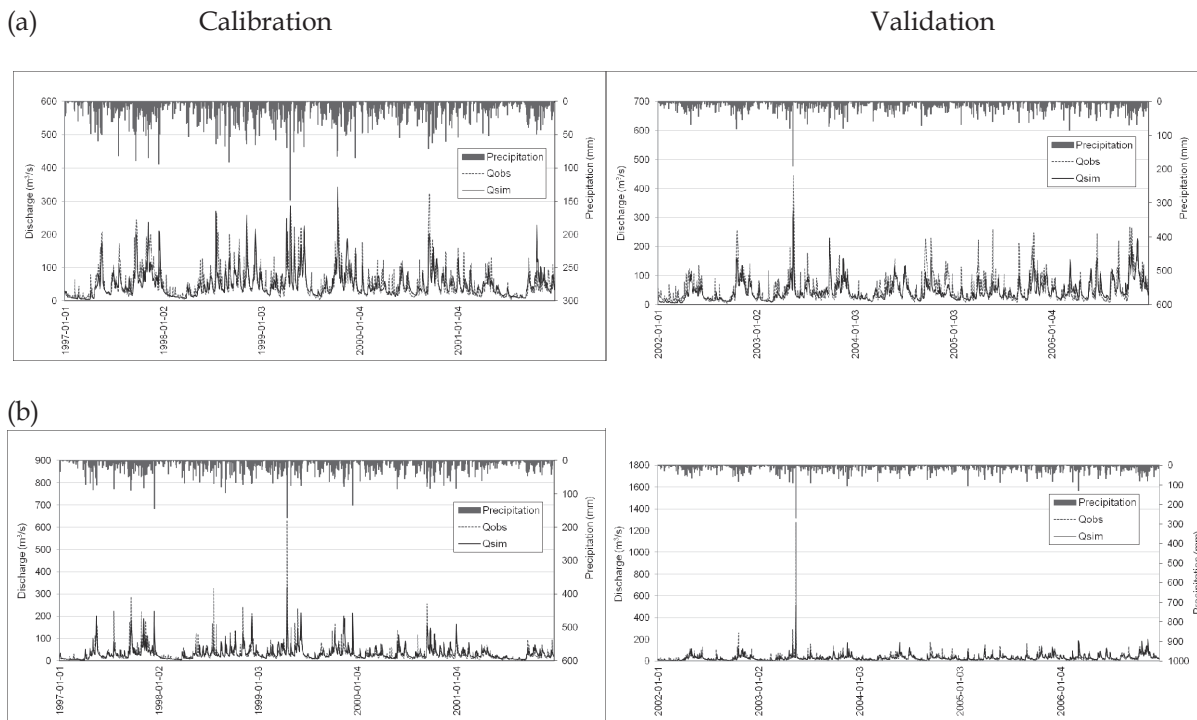 (a) Calibration Validation
600 500 400 300 200 100 0
Discharge (m³/s)
0 50 100 150 200 250 300
Precipitation (mm)
Precipitation
Qobs
Qsim
1997-01-01 1998-01-02 1999-01-03 2000-01-04 2001-01-04
700 600 500 400 300 200 100 0
Discharge (m³/s)
0 100 200 300 400 500 600
Precipitation (mm)
Precipitation
Qobs
Qsim
2002-01-01 2003-01-02 2004-01-03 2005-01-03 2006-01-04
(b)
900 800 700 600 500 400 300 200 100 0
Discharge (m³/s)
0 100 200 300 400 500 600
Precipitation (mm)
Precipitation
Qobs
Qsim
1997-01-01 1998-01-02 1999-01-03 2000-01-04 2001-01-04
1800 1600 1400 1200 1000 800 600 400 200 0
Discharge (m³/s)
0 100 200 300 400 500 600 700 800 900 1000
Precipitation (mm)
Precipitation
Qobs
Qsim
2002-01-01 2003-01-02 2004-01-03 2005-01-03 2006-01-04